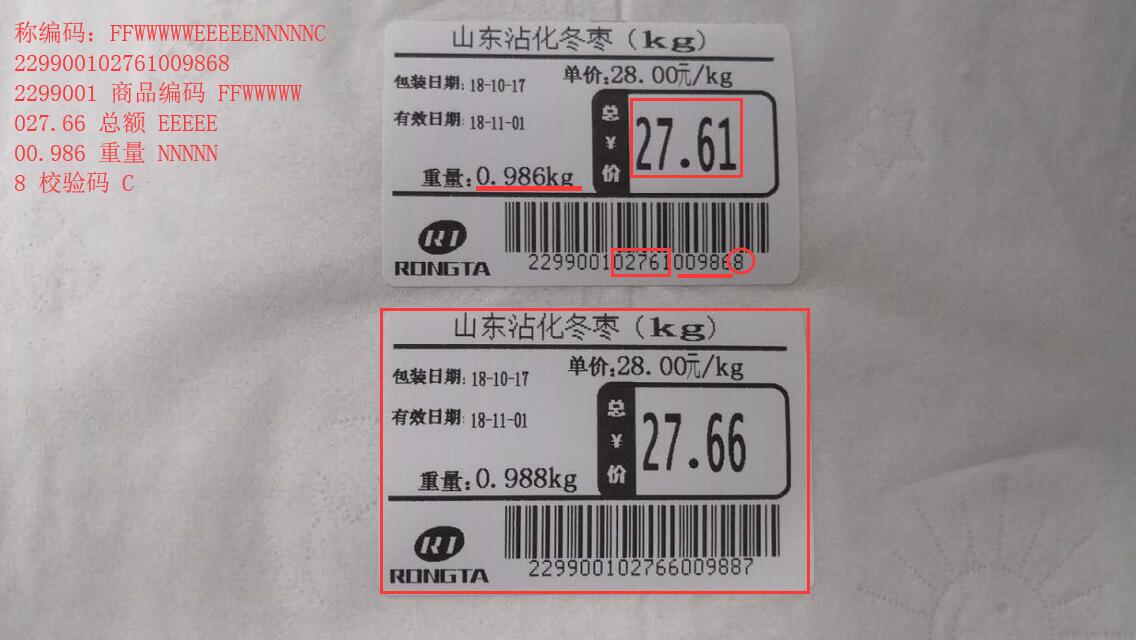 称编码：FFWWWWWEEEEENNNNNC
229900102761009868
2299001 商品编码 FFWWWWW
027.66 总额 EEEEE
00.986 重量 NNNNN
8 校验码 C
山东沾化冬枣（kg）
包装日期: 18-10-17
单价:28.00元/kg
有效日期: 18-11-01
总¥价
27.61
重量:0.986kg
RT
RONGTA
229900102761009868
山东沾化冬枣（kg）
包装日期: 18-10-17
单价:28.00元/kg
有效日期: 18-11-01
总¥价
27.66
重量:0.988kg
RT
RONGTA
229900102766009887